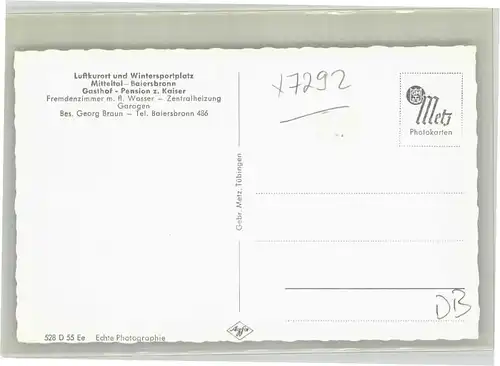 Luftkurort und Wintersportplatz
Mitteltal - Baiersbronn
Gasthof - Pension z. Kaiser
Fremdenzimmer m. fl. Wasser - Zentralheizung
Garagen
Bes. Georg Braun - Tel. Baiersbronn 486
x7292
Metz
Photokarten
Gebr. Metz, Tübingen
DB
Agfa
528 D 55 Ee Echte Photographie